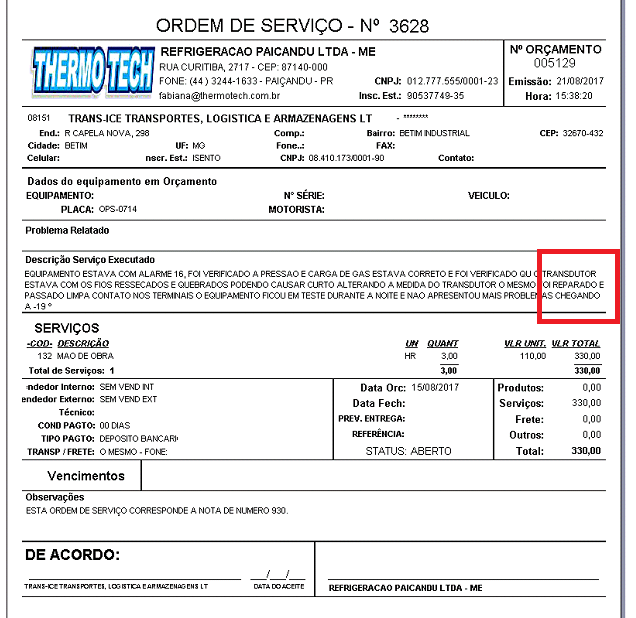 ORDEM DE SERVIÇO - Nº 3628
THERMO TECH
REFRIGERACAO PAICANDU LTDA - ME
RUA CURITIBA, 2717 - CEP: 87140-000
FONE: (44 ) 3244-1633 - PAIÇANDU - PR CNPJ: 012.777.555/0001-23
fabiana@thermotech.com.br Insc. Est.: 90537749-35
Nº ORÇAMENTO
005129
Emissão: 21/08/2017
Hora: 15:38:20
08151 TRANS-ICE TRANSPORTES, LOGISTICA E ARMAZENAGENS LT - ********
End.: R CAPELA NOVA, 298 Comp.: Bairro: BETIM INDUSTRIAL CEP: 32670-432
Cidade: BETIM UF: MG Fone..: FAX:
Celular: nscr. Est.: ISENTO CNPJ: 08.410.173/0001-90 Contato:
Dados do equipamento em Orçamento
EQUIPAMENTO: Nº SÉRIE: VEICULO:
PLACA: OPS-0714 MOTORISTA:
Problema Relatado
Descrição Serviço Executado
EQUIPAMENTO ESTAVA COM ALARME 16, FOI VERIFICADO A PRESSAO E CARGA DE GAS ESTAVA CORRETO E FOI VERIFICADO QU O TRANSDUTOR
ESTAVA COM OS FIOS RESSECADOS E QUEBRADOS PODENDO CAUSAR CURTO ALTERANDO A MEDIDA DO TRANSDUTOR O MESMO FOI REPARADO E
PASSADO LIMPA CONTATO NOS TERMINAIS O EQUIPAMENTO FICOU EM TESTE DURANTE A NOITE E NAO APRESENTOU MAIS PROBLEMAS CHEGANDO
A -19 º
SERVIÇOS
-COD- DESCRIÇÃO UN QUANT VLR UNIT. VLR TOTAL
132 MAO DE OBRA HR 3,00 110,00 330,00
Total de Serviços: 1 3,00 330,00
ndedor Interno: SEM VEND INT Data Orc: 15/08/2017 Produtos: 0,00
endedor Externo: SEM VEND EXT Data Fech: Serviços: 330,00
Técnico: PREV. ENTREGA: Frete: 0,00
COND PAGTO: 00 DIAS REFERÊNCIA: Outros: 0,00
TIPO PAGTO: DEPOSITO BANCARI
TRANSP / FRETE: O MESMO - FONE: STATUS: ABERTO Total: 330,00
Vencimentos
Observações
ESTA ORDEM DE SERVIÇO CORRESPONDE A NOTA DE NUMERO 930.
DE ACORDO:
__/__/__
TRANS-ICE TRANSPORTES, LOGISTICA E ARMAZENAGENS LT DATA DO ACEITE REFRIGERACAO PAICANDU LTDA - ME